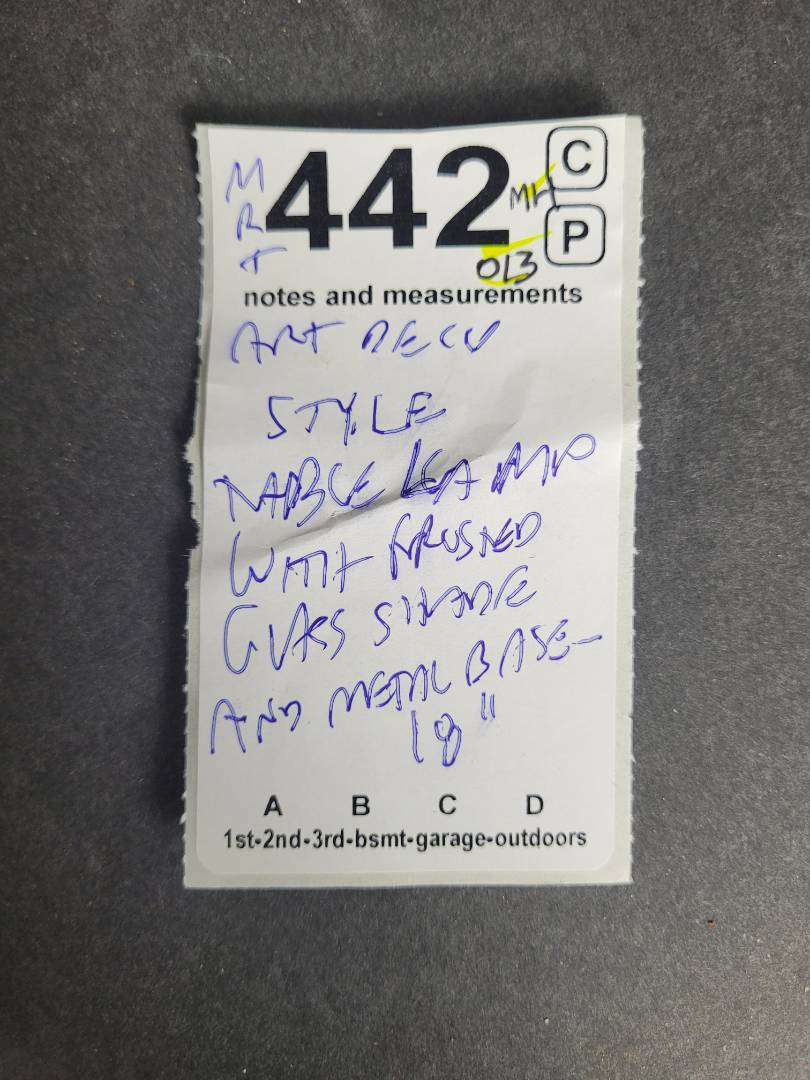 MRT
442
MH
C
P
013
notes and measurements
ART DECO
STYLE
TABLE LAMP
WITH FROSTED
GLASS SHADE
AND METAL BASE-
18"
A B C D
1st-2nd-3rd-bsmt-garage-outdoors